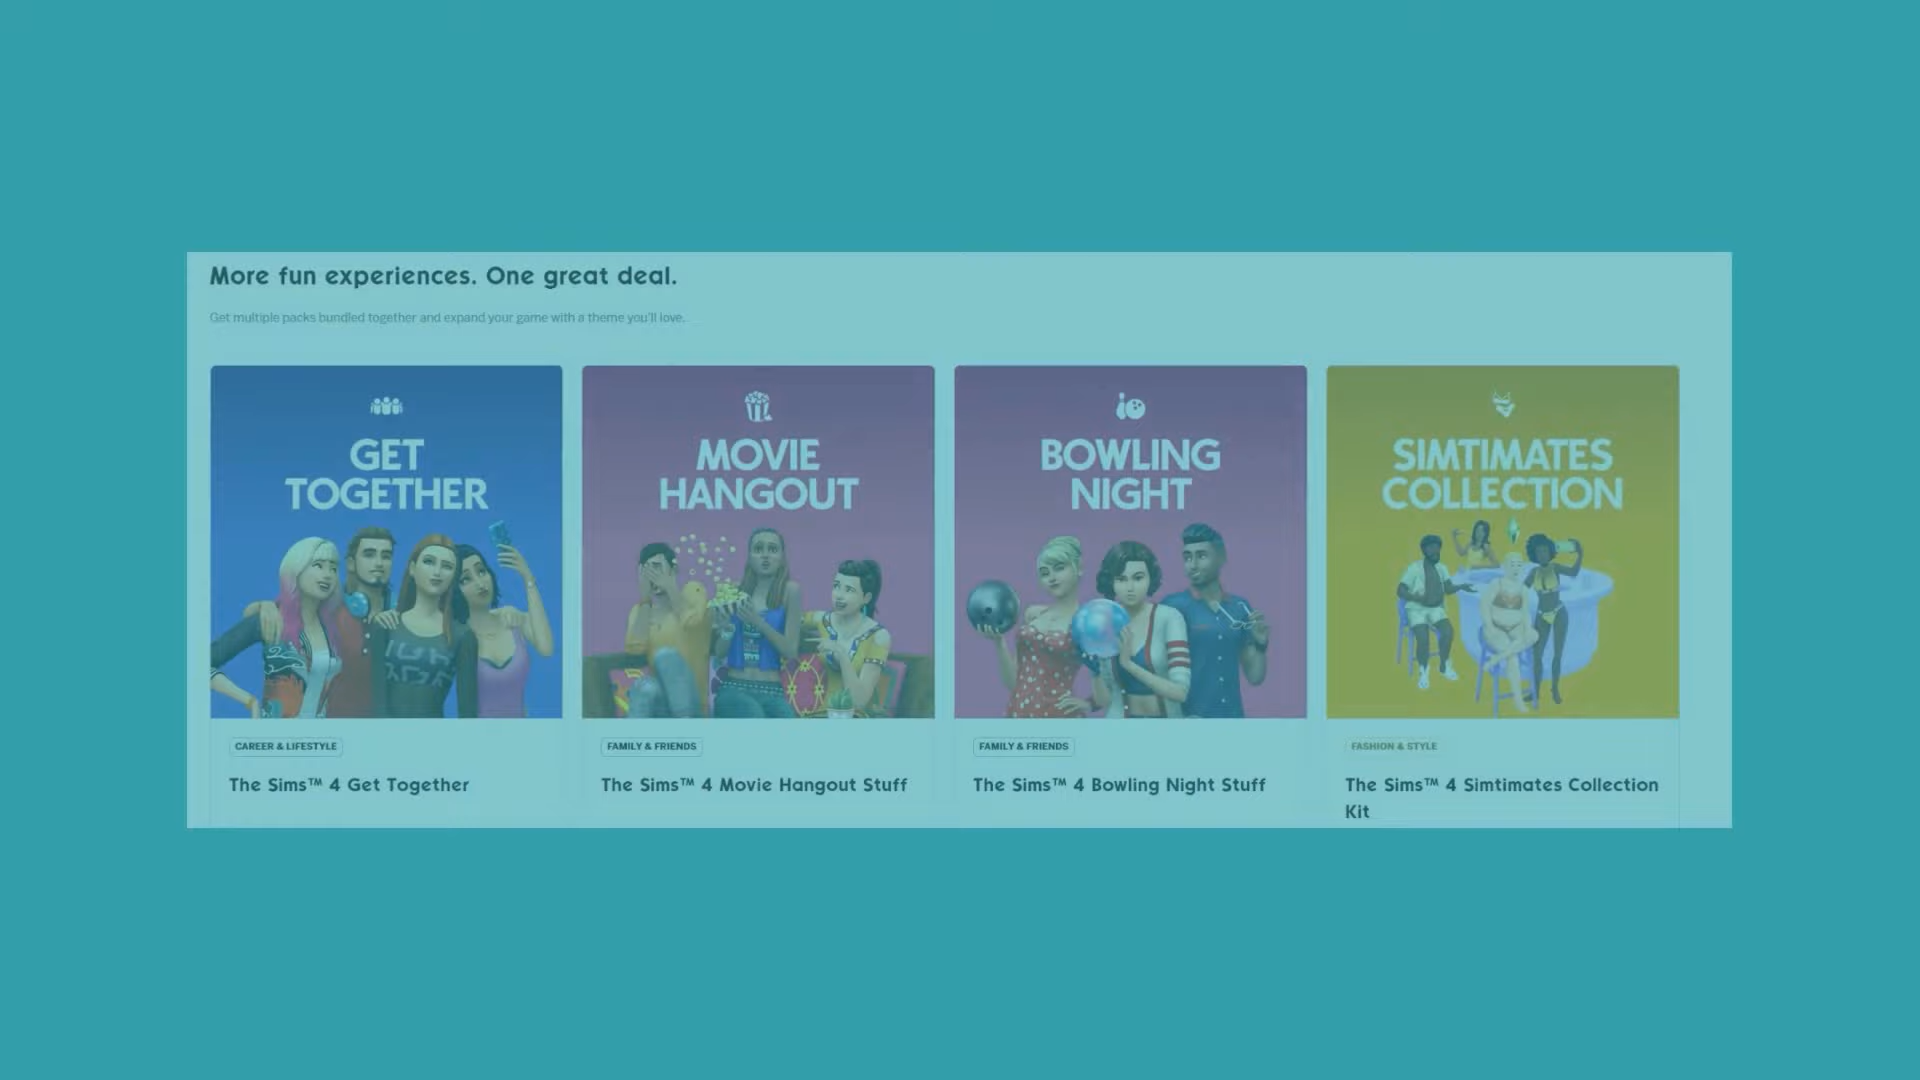 More fun experiences. One great deal.
Get multiple packs bundled together and expand your game with a theme you'll love.
GET
TOGETHER
MOVIE
HANGOUT
BOWLING
NIGHT
SIMTIMATES
COLLECTION
CAREER & LIFESTYLE
FAMILY & FRIENDS
FAMILY & FRIENDS
FASHION & STYLE
The Sims™ 4 Get Together
The Sims™ 4 Movie Hangout Stuff
The Sims™ 4 Bowling Night Stuff
The Sims™ 4 Simtimates Collection
Kit